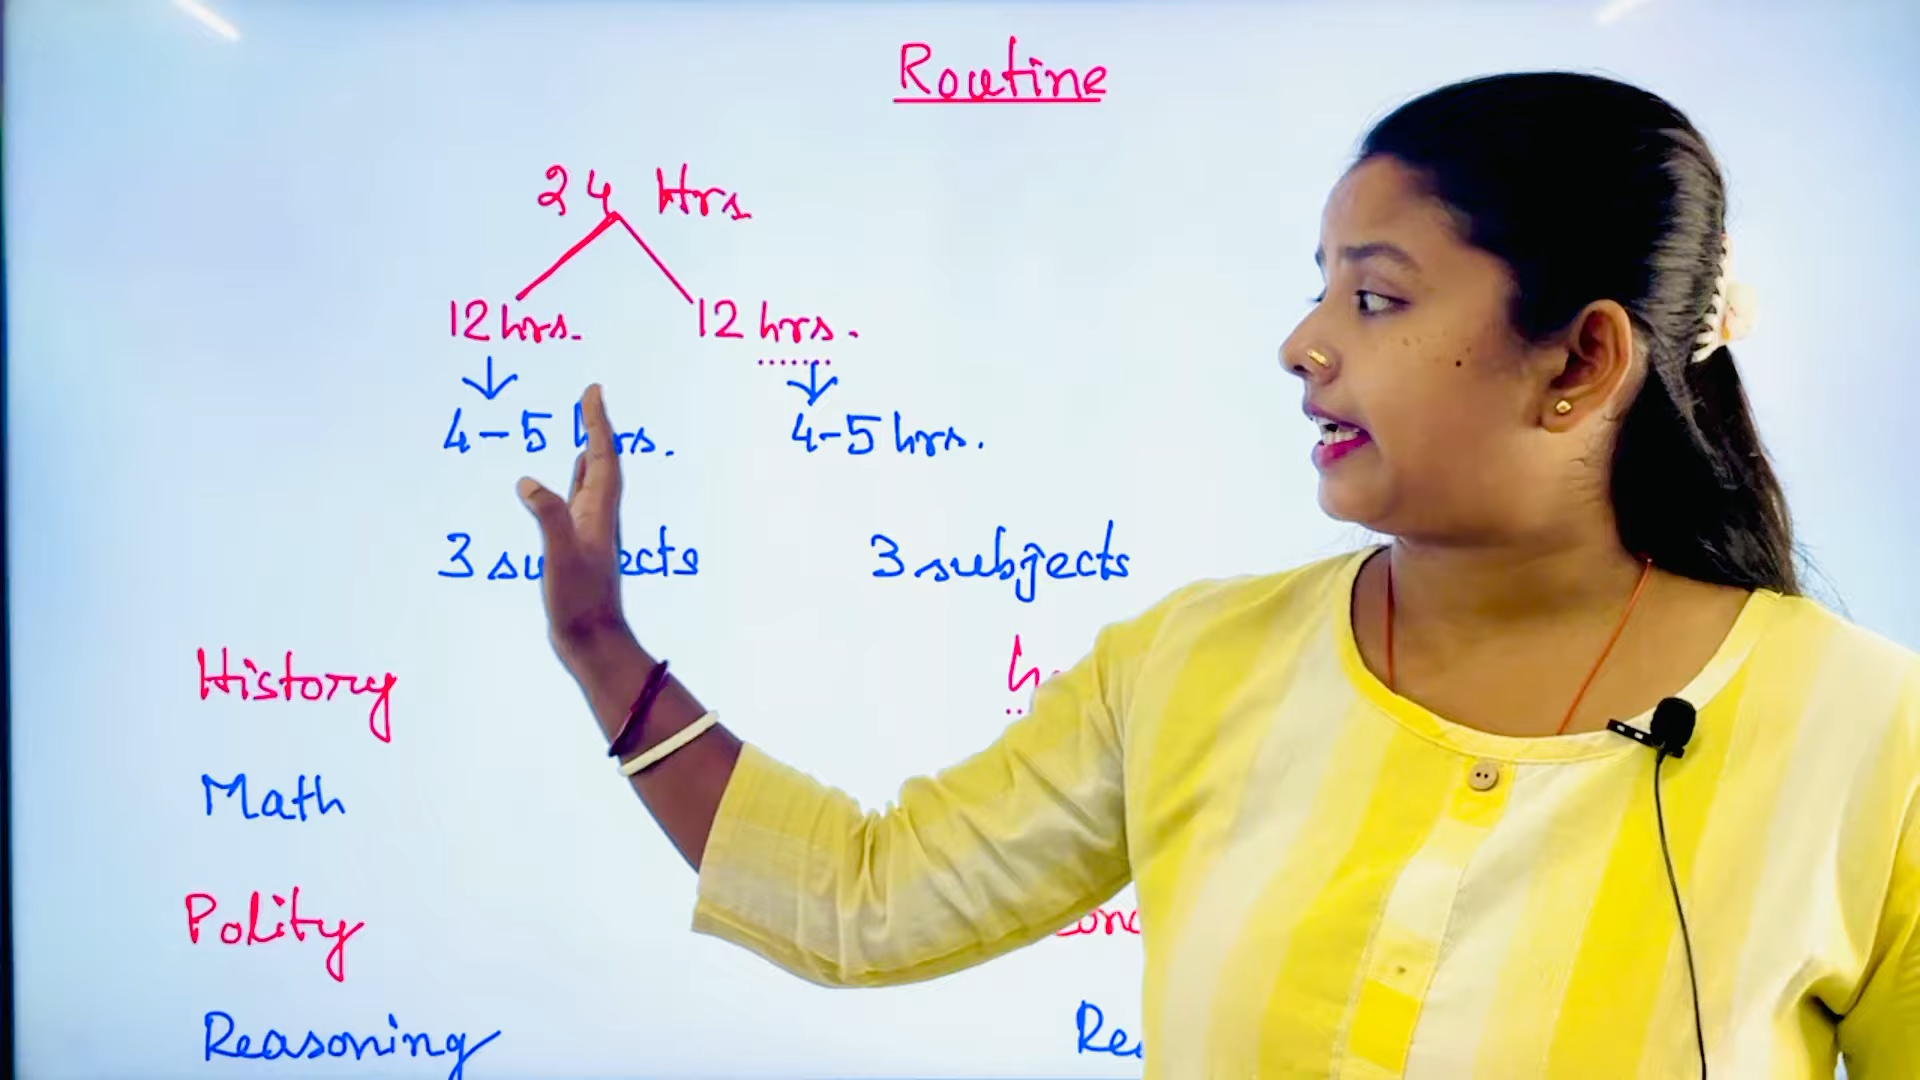 Routine
24 Hrs
12 hrs. 12 hrs.
4-5 hrs. 4-5 hrs.
3 subjects 3 subjects
History
Math
Polity
Reasoning